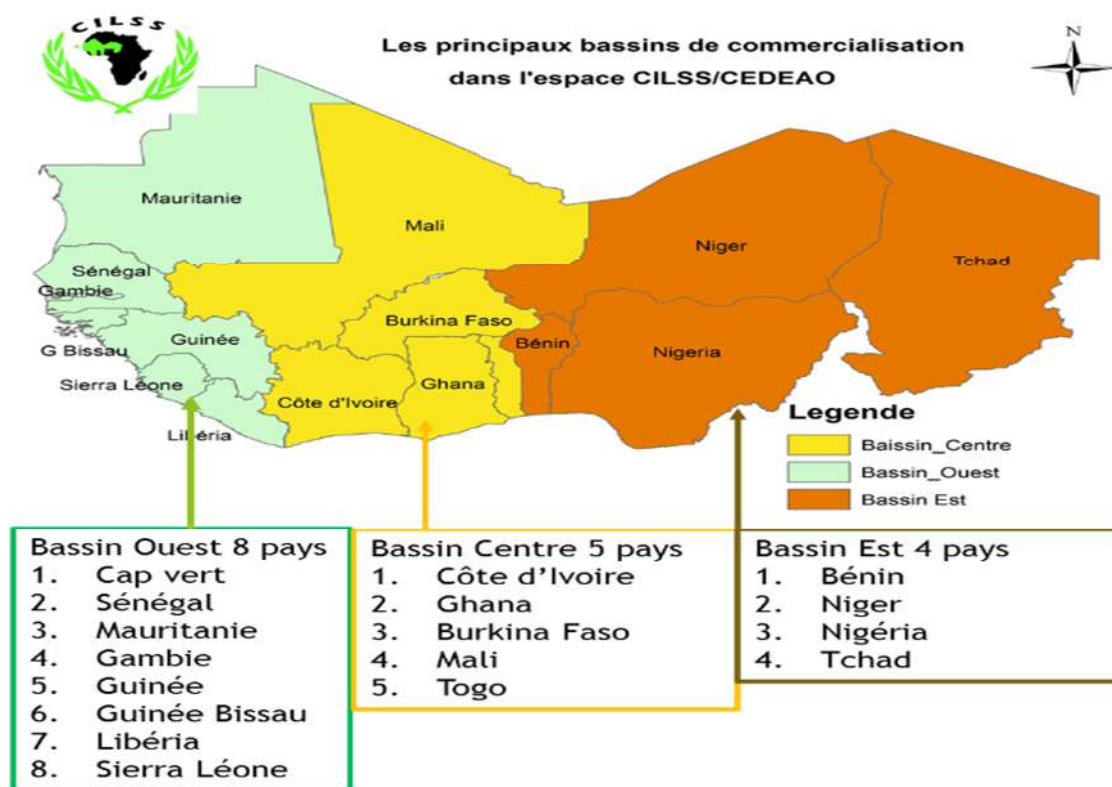 CILSS
Les principaux bassins de commercialisation
dans l'espace CILSS/CEDEAO
N
Mauritanie
Mali
Niger
Tchad
Sénégal
Gambie
Burkina Faso
Guinée
G Bissau
Bénin
Nigeria
Sierra Léone
Ghana
Côte d'Ivoire
Libéria
Legende
Baissin_Centre
Bassin_Ouest
Bassin Est
Bassin Ouest 8 pays
1. Cap vert
2. Sénégal
3. Mauritanie
4. Gambie
5. Guinée
6. Guinée Bissau
7. Libéria
8. Sierra Léone
Bassin Centre 5 pays
1. Côte d’Ivoire
2. Ghana
3. Burkina Faso
4. Mali
5. Togo
Bassin Est 4 pays
1. Bénin
2. Niger
3. Nigéria
4. Tchad